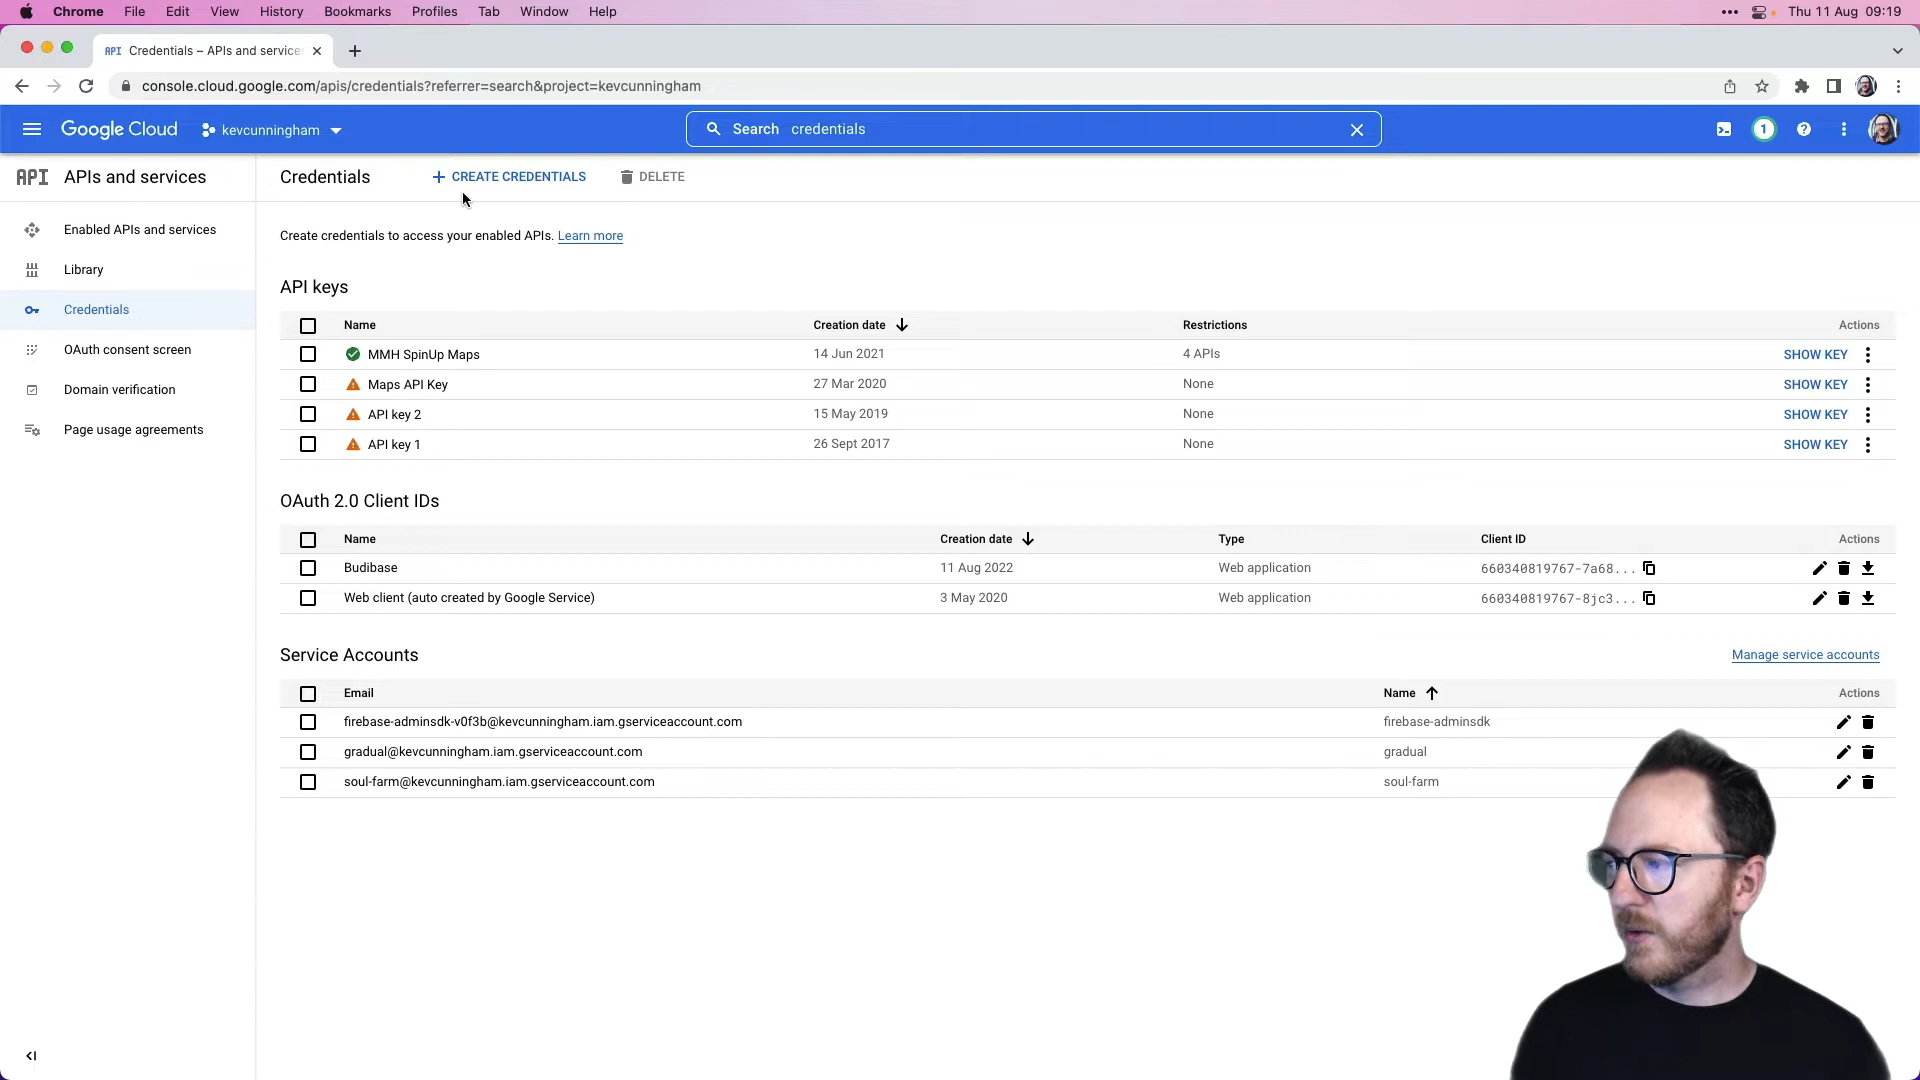 Chrome File Edit View History Bookmarks Profiles Tab Window Help Thu 11 Aug 09:19
API Credentials – APIs and service
console.cloud.google.com/apis/credentials?referrer=search&project=kevcunningham
Google Cloud kevcunningham Search credentials 1
API APIs and services
Credentials CREATE CREDENTIALS DELETE
Enabled APIs and services
Library
Credentials
OAuth consent screen
Domain verification
Page usage agreements
Create credentials to access your enabled APIs. Learn more
API keys
Name Creation date Restrictions Actions
MMH SpinUp Maps 14 Jun 2021 4 APIs SHOW KEY
Maps API Key 27 Mar 2020 None SHOW KEY
API key 2 15 May 2019 None SHOW KEY
API key 1 26 Sept 2017 None SHOW KEY
OAuth 2.0 Client IDs
Name Creation date Type Client ID Actions
Budibase 11 Aug 2022 Web application 660340819767-7a68...
Web client (auto created by Google Service) 3 May 2020 Web application 660340819767-8jc3...
Service Accounts Manage service accounts
Email Name Actions
firebase-adminsdk-v0f3b@kevcunningham.iam.gserviceaccount.com firebase-adminsdk
gradual@kevcunningham.iam.gserviceaccount.com gradual
soul-farm@kevcunningham.iam.gserviceaccount.com soul-farm